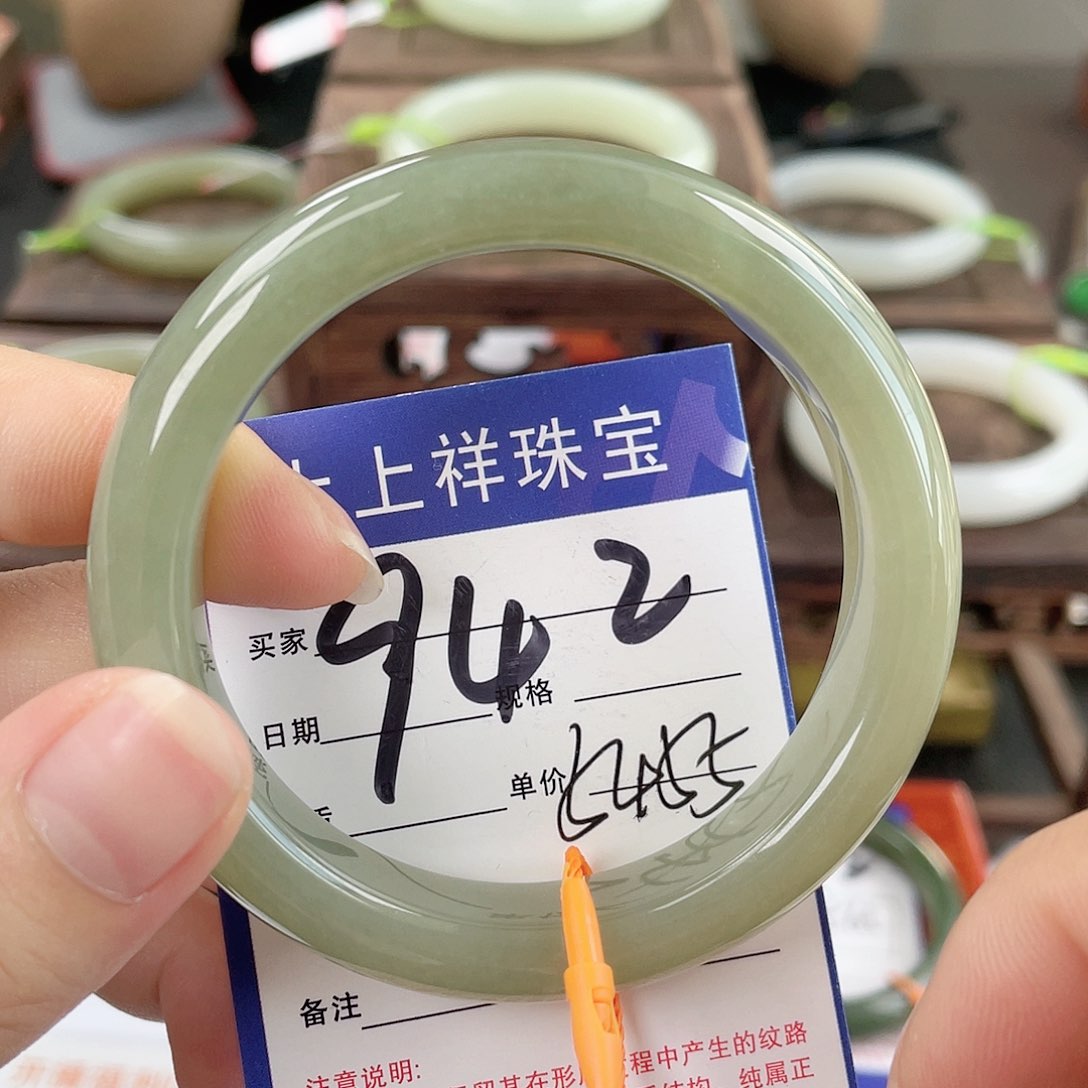 上祥珠宝
942
买家
规格
日期
单价
备注
注意说明:
程中产生的纹路
纯属正